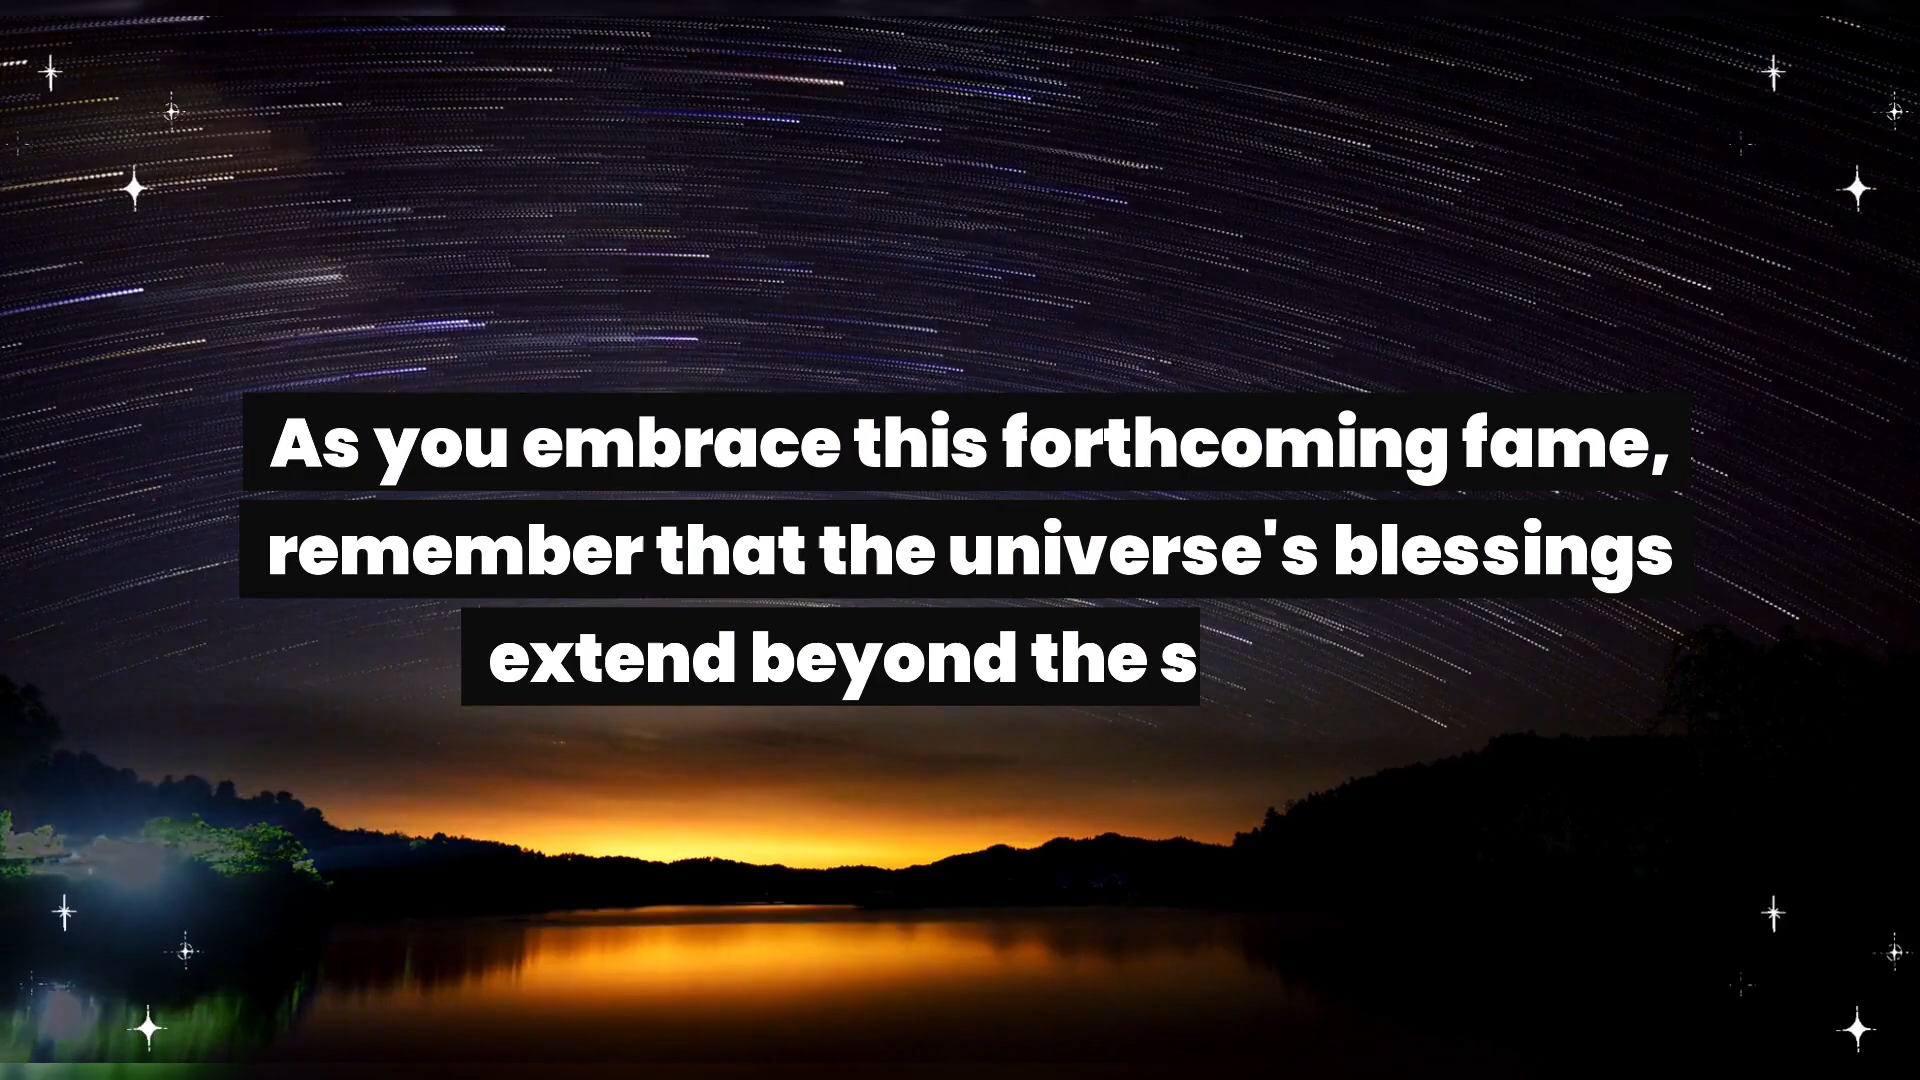 As you embrace this forthcoming fame,
remember that the universe's blessings
extend beyond the s